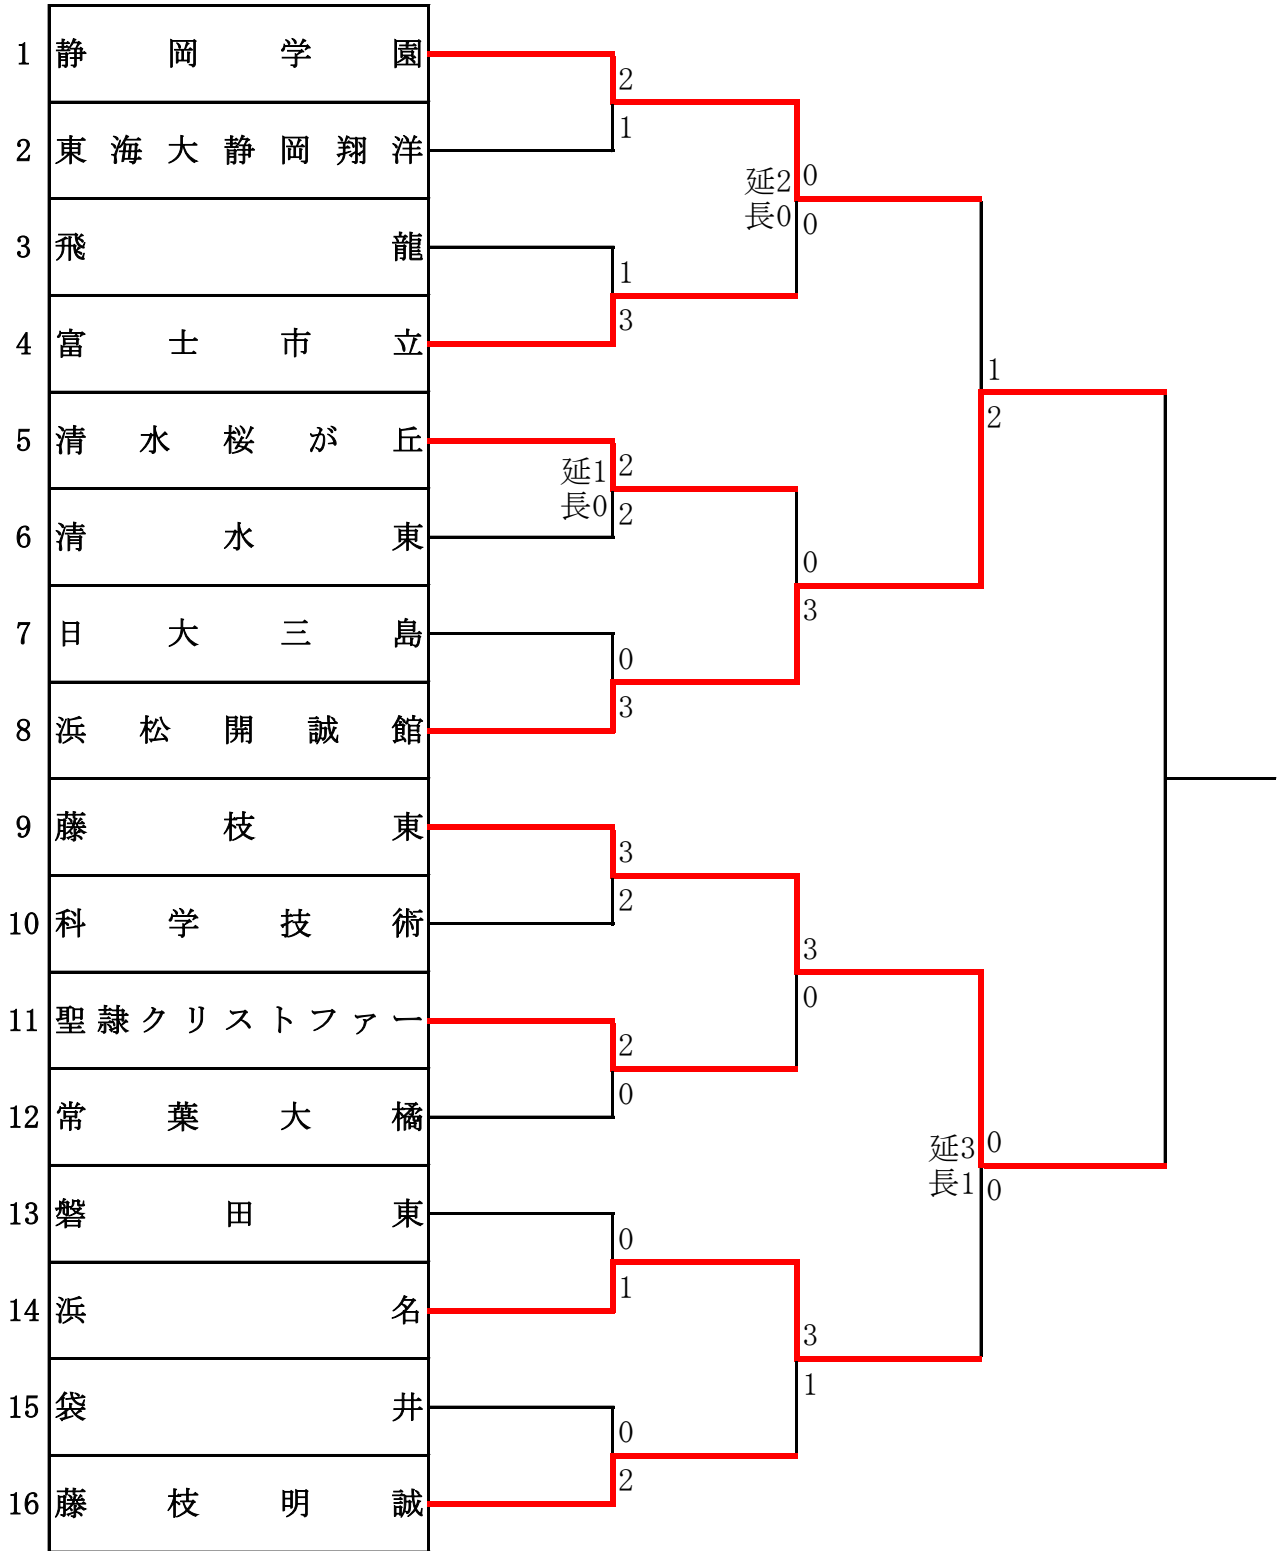 1 静岡学園
2
1
2 東海大静岡翔洋
延2 0
長0 0
3 飛龍
1
3
4 富士市立
1
2
5 清水桜が丘
延1 2
長0 2
6 清水東
0
3
7 日大三島
0
3
8 浜松開誠館
9 藤枝東
3
2
10 科学技術
3
0
11 聖隷クリストファー
2
0
12 常葉大橘
延3 0
長1 0
13 磐田東
0
1
14 浜名
3
1
15 袋井
0
2
16 藤枝明誠